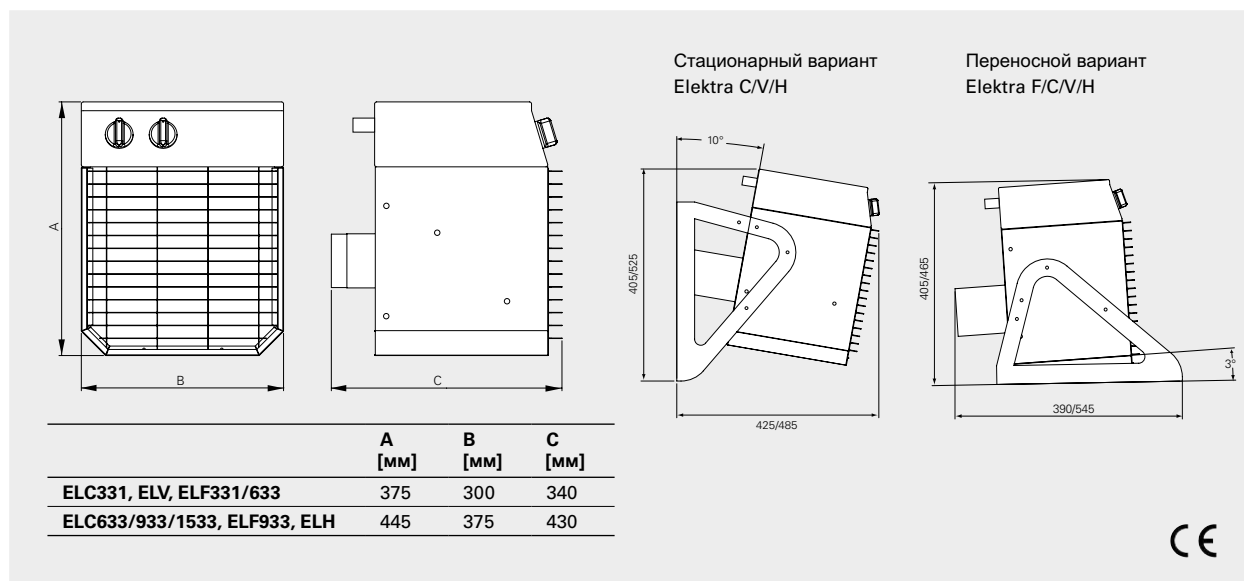 Стационарный вариант
Elektra C/V/H
Переносной вариант
Elektra F/C/V/H
A
B
C
10°
405/525
425/485
405/465
3°
390/545
A B C
[мм] [мм] [мм]
ELC331, ELV, ELF331/633 375 300 340
ELC633/933/1533, ELF933, ELH 445 375 430
CE